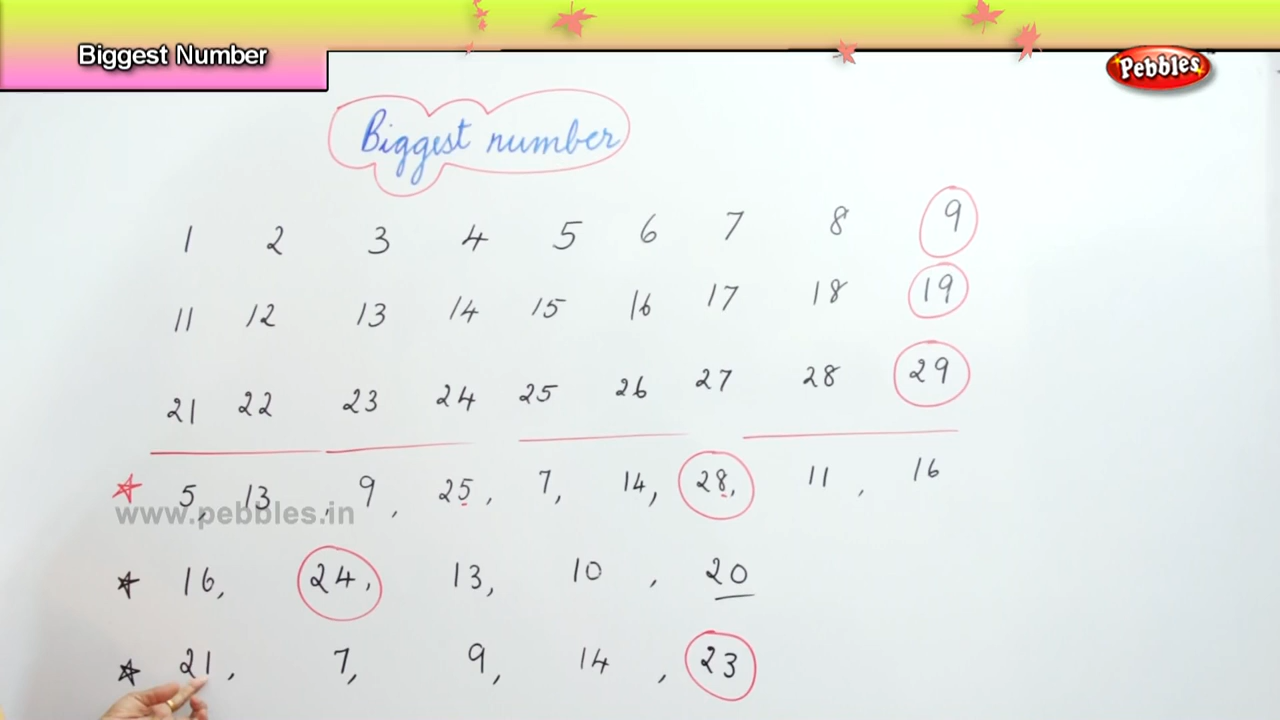 Biggest Number
Pebbles
Biggest number
1 2 3 4 5 6 7 8 9
11 12 13 14 15 16 17 18 19
21 22 23 24 25 26 27 28 29
5, 13, 9, 25, 7, 14, 28, 11, 16
www.pebbles.in
16, 24, 13, 10, 20
21, 7, 9, 14, 23